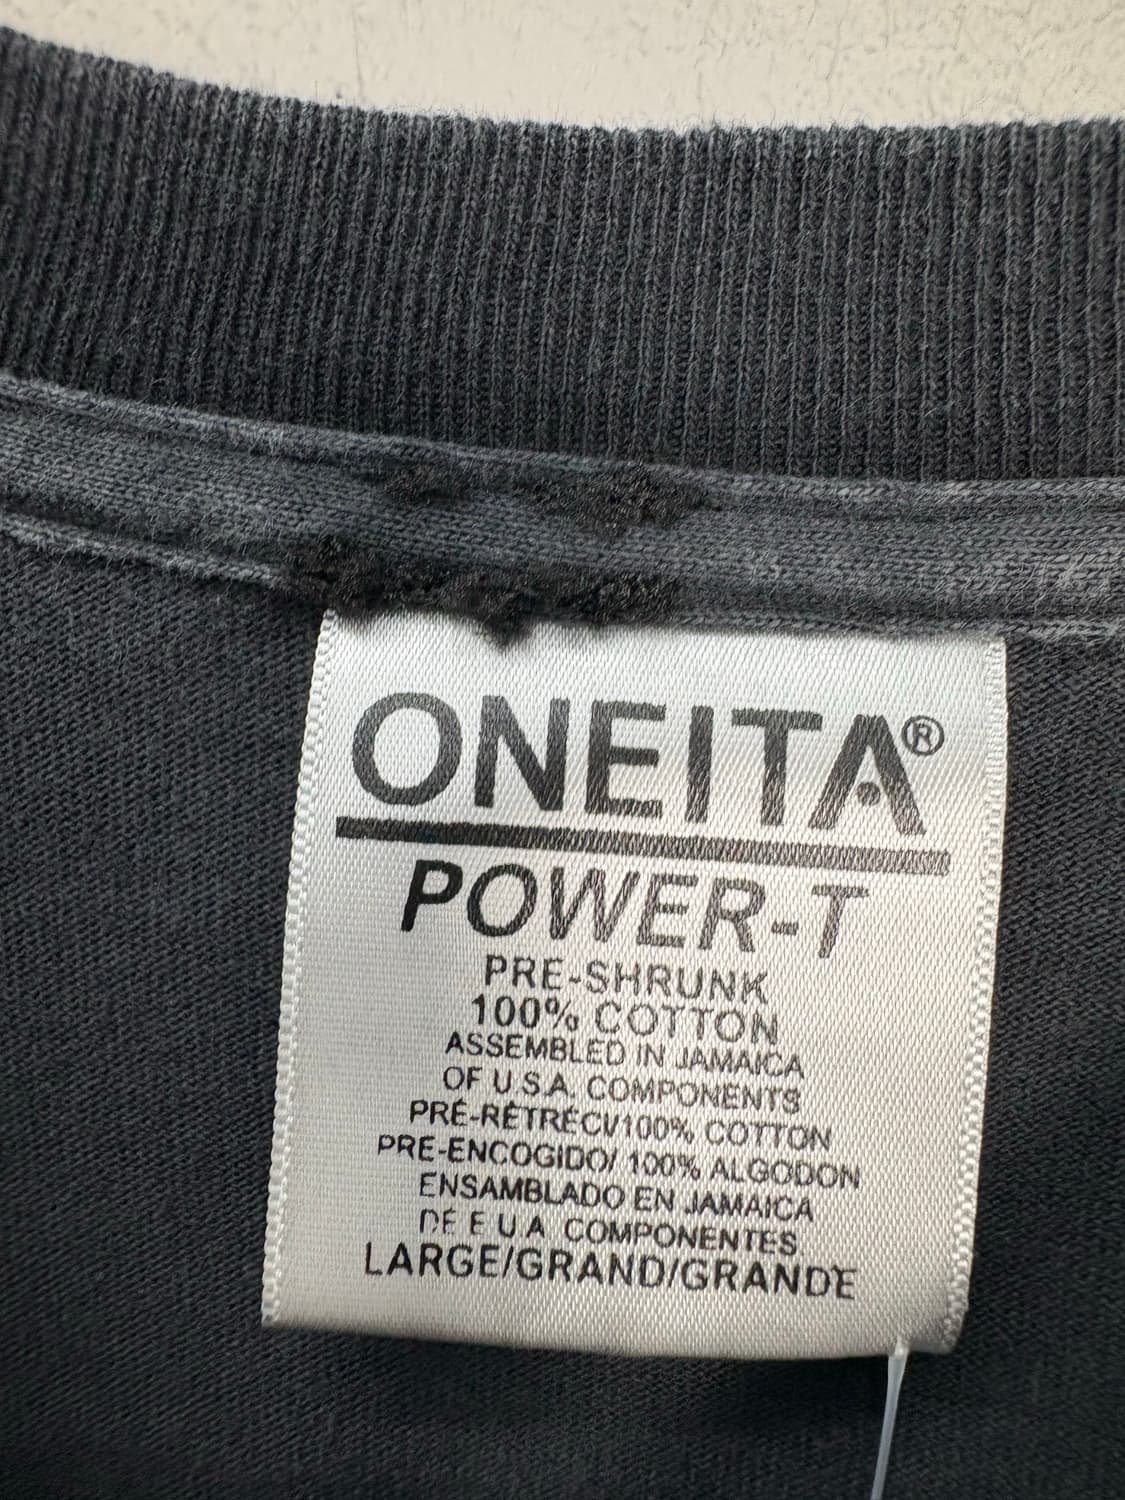 ONEITA®
POWER-T
PRE-SHRUNK
100% COTTON
ASSEMBLED IN JAMAICA
OF U.S.A. COMPONENTS
PRÉ-RÉTRÉCI/100% COTTON
PRE-ENCOGIDO/ 100% ALGODON
ENSAMBLADO EN JAMAICA
DE E U.A COMPONENTES
LARGE/GRAND/GRANDE